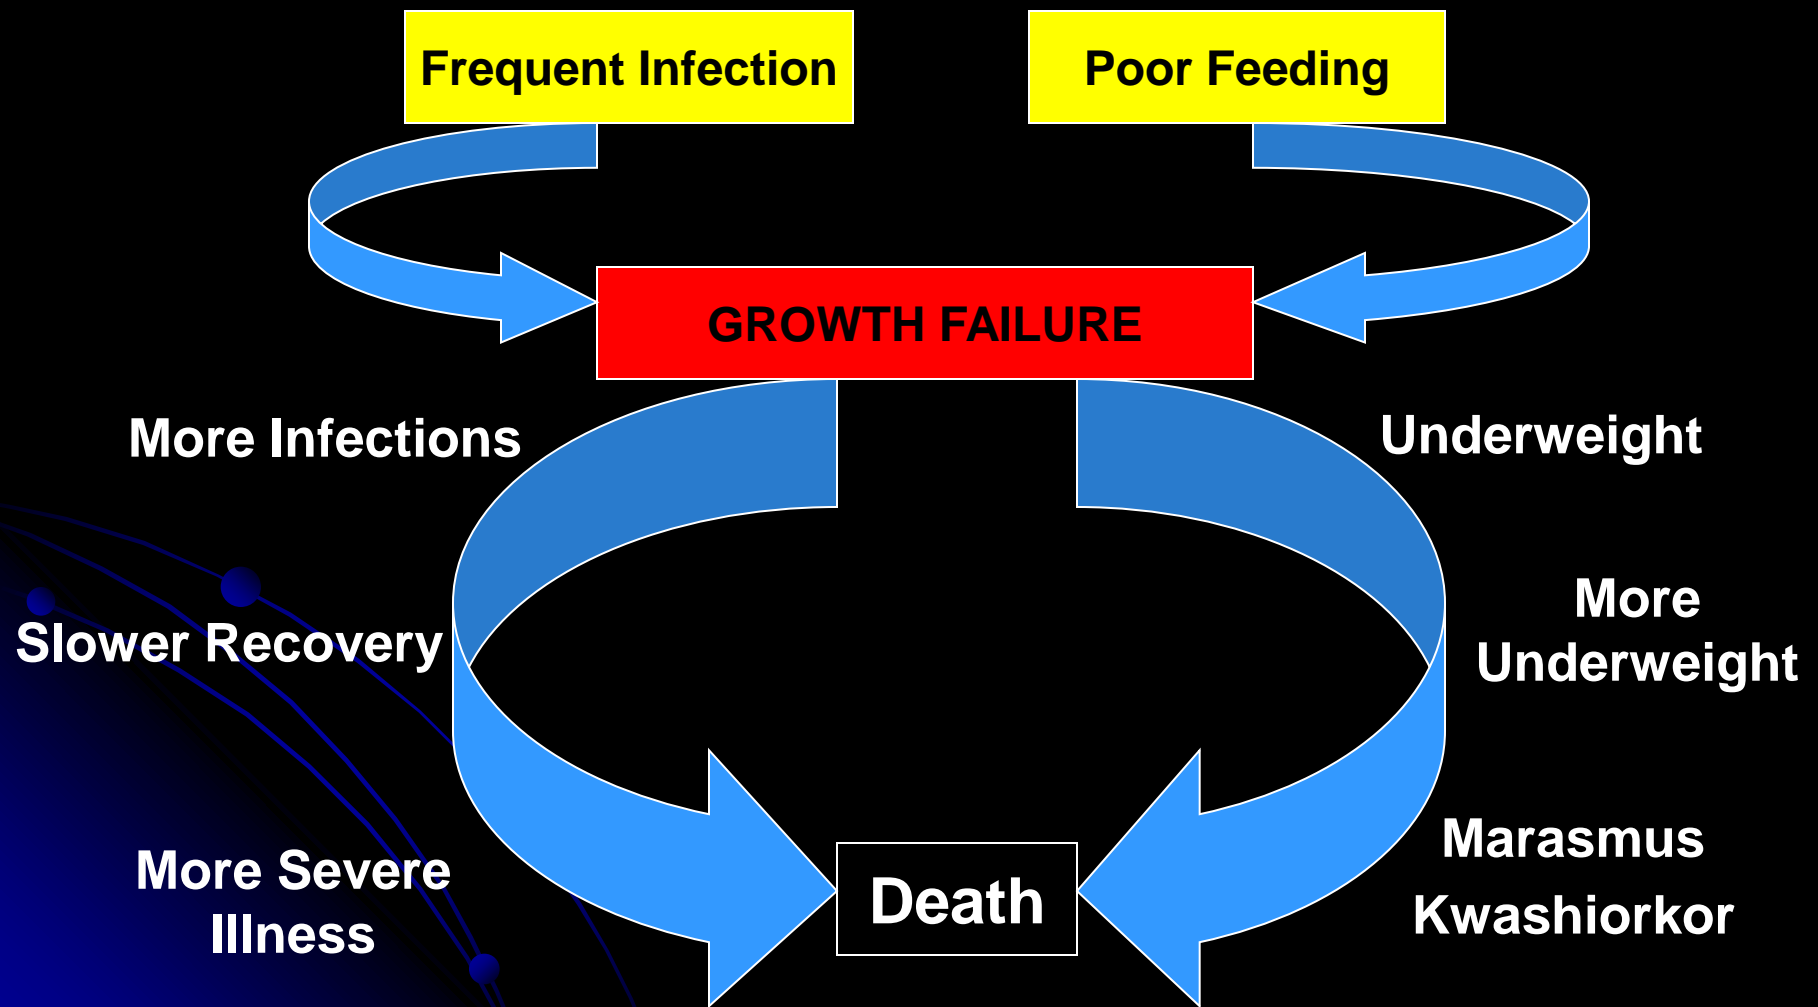 Frequent Infection
Poor Feeding
GROWTH FAILURE
More Infections
Underweight
Slower Recovery
More
Underweight
More Severe
Illness
Death
Marasmus
Kwashiorkor